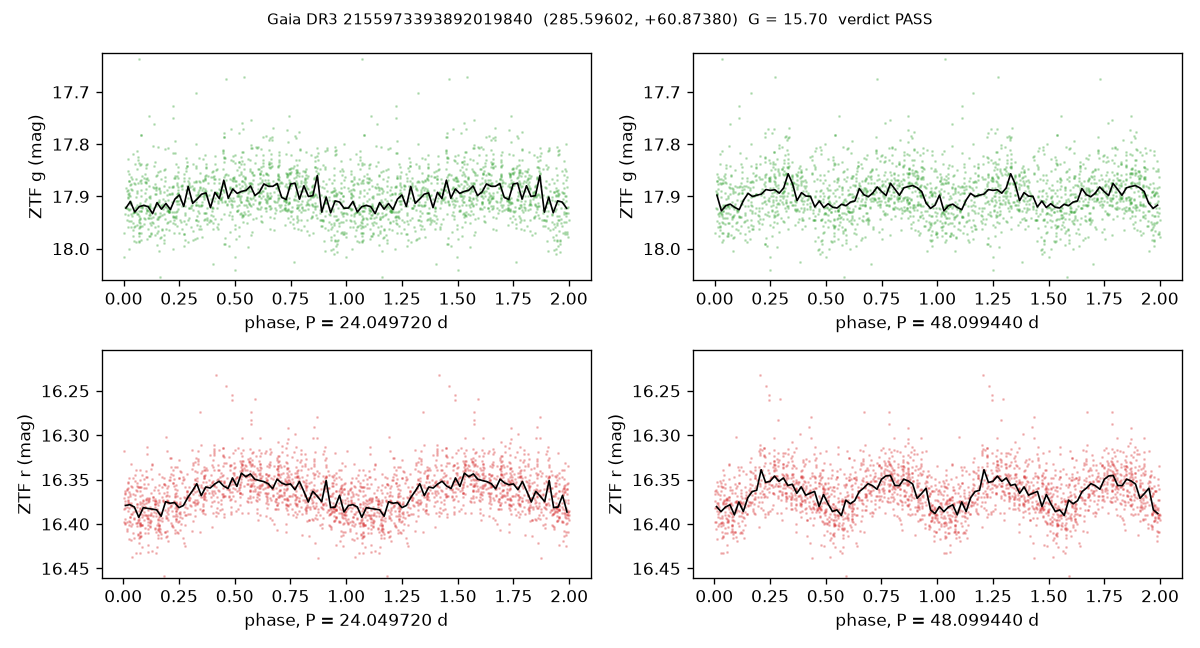 Gaia DR3 2155973393892019840 (285.59602, +60.87380) G = 15.70 verdict PASS
ZTF g (mag)
17.7
17.8
17.9
18.0
0.00 0.25 0.50 0.75 1.00 1.25 1.50 1.75 2.00
phase, P = 24.049720 d
ZTF g (mag)
17.7
17.8
17.9
18.0
0.00 0.25 0.50 0.75 1.00 1.25 1.50 1.75 2.00
phase, P = 48.099440 d
ZTF r (mag)
16.25
16.30
16.35
16.40
16.45
0.00 0.25 0.50 0.75 1.00 1.25 1.50 1.75 2.00
phase, P = 24.049720 d
ZTF r (mag)
16.25
16.30
16.35
16.40
16.45
0.00 0.25 0.50 0.75 1.00 1.25 1.50 1.75 2.00
phase, P = 48.099440 d